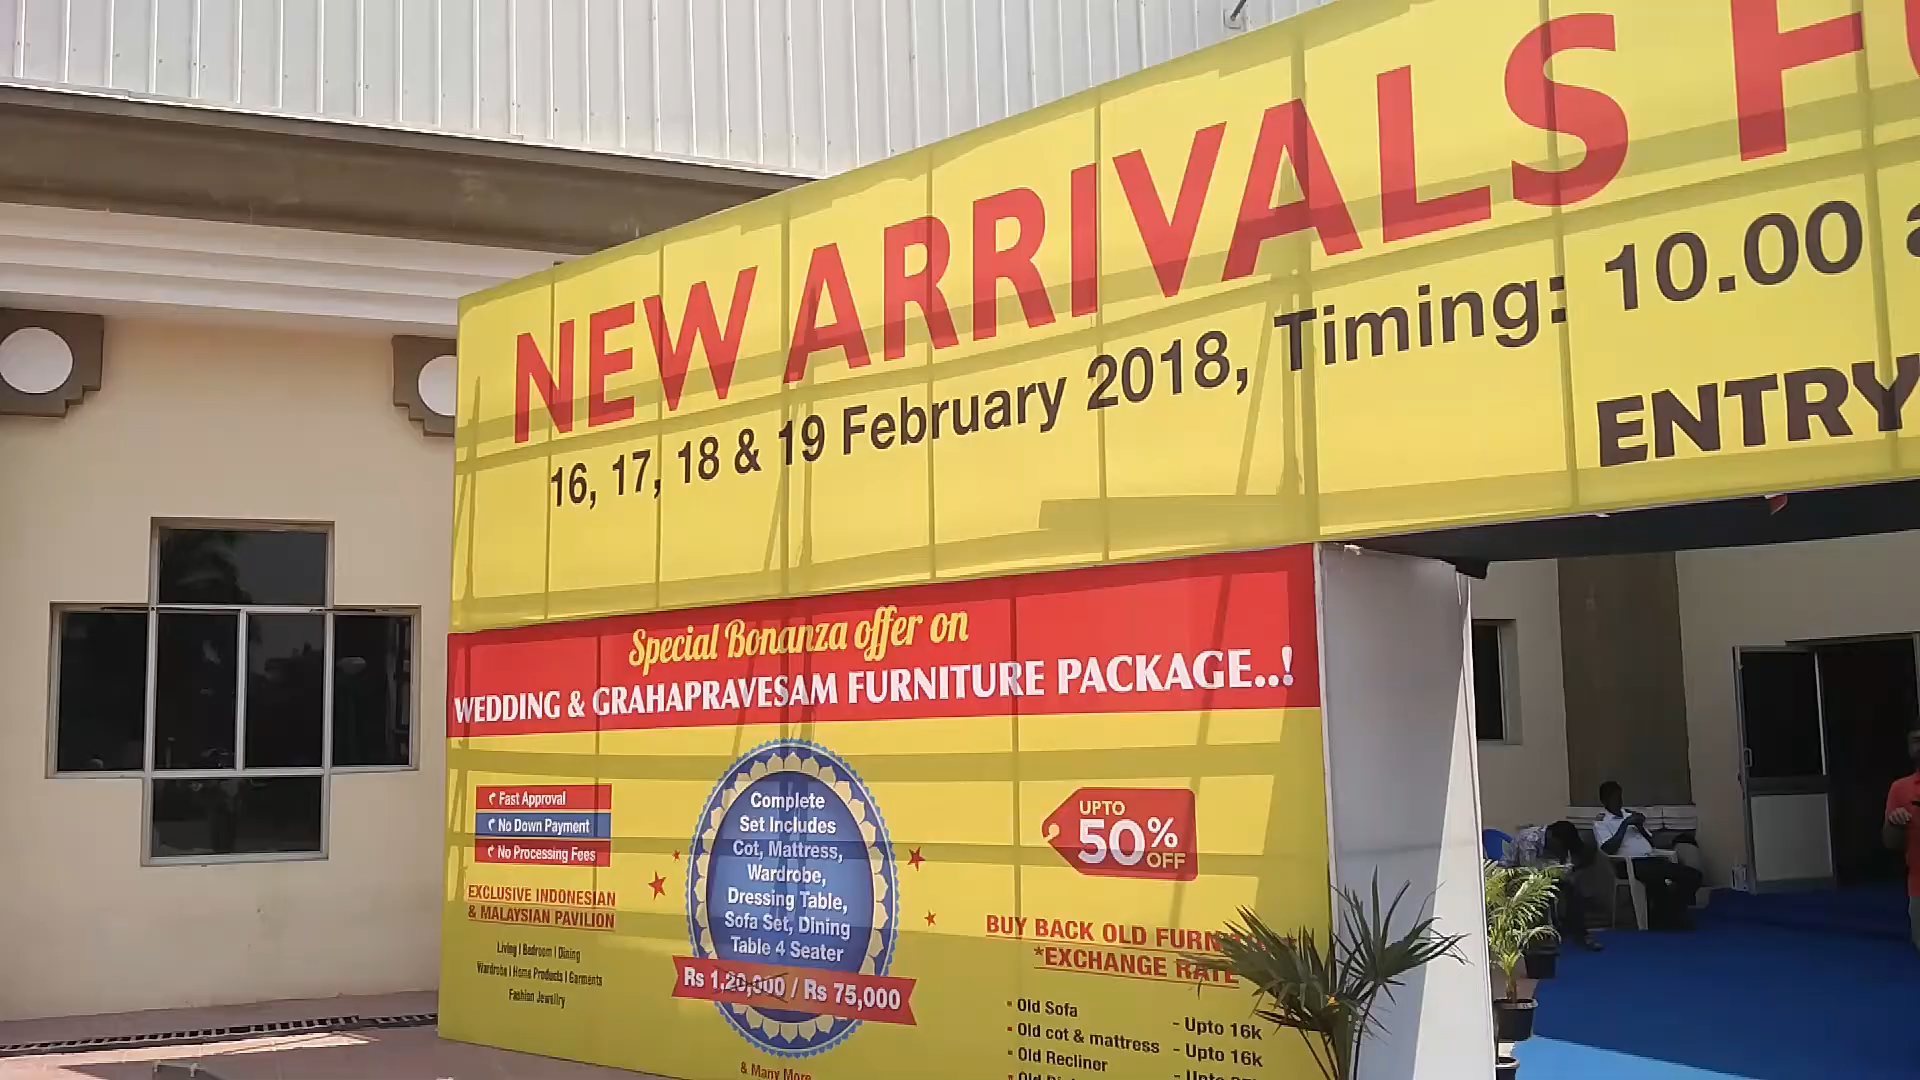 NEW ARRIVALS
16, 17, 18 & 19 February 2018, Timing: 10.00
ENTRY
Special Bonanza offer on
WEDDING & GRAHAPRAVESAM FURNITURE PACKAGE..!
Fast Approval
No Down Payment
No Processing Fees
EXCLUSIVE INDONESIAN
& MALAYSIAN PAVILION
Living | Badroom | Dining
Wardrobe | Home Products | Garments
Fashion Jewellry
Complete
Set Includes
Cot, Mattress,
Wardrobe,
Dressing Table,
Sofa Set, Dining
Table 4 Seater
Rs 1,20,000 / Rs 75,000
& Many More
UPTO
50% OFF
BUY BACK OLD
*EXCHANGE RATE
Old Sofa - Upto 16k
Old cot & mattress - Upto 16k
Old Recliner - Upto
Old